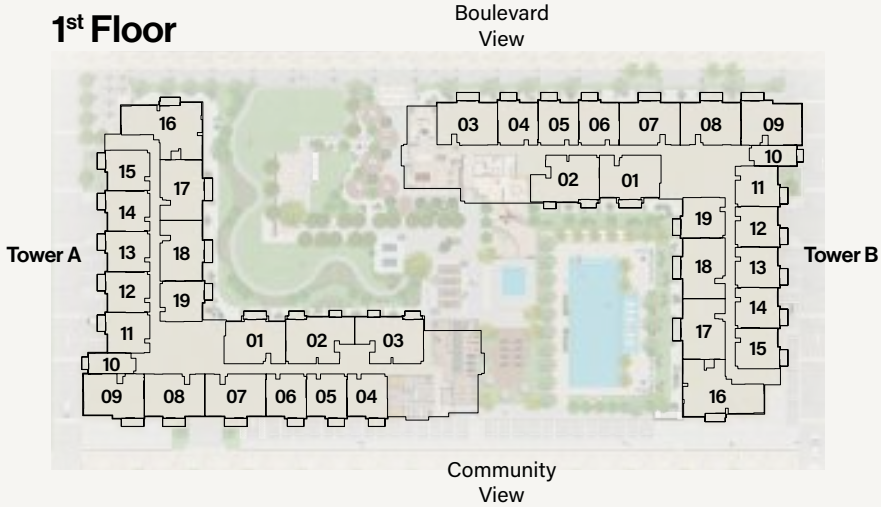 1st Floor
Boulevard
View
16
03 04 05 06 07 08 09
10
15
17
02 01
11
14
19
12
Tower A
13
18
18
13
Tower B
12
19
14
11
01 02 03
17
15
10
09 08 07 06 05 04
16
Community
View